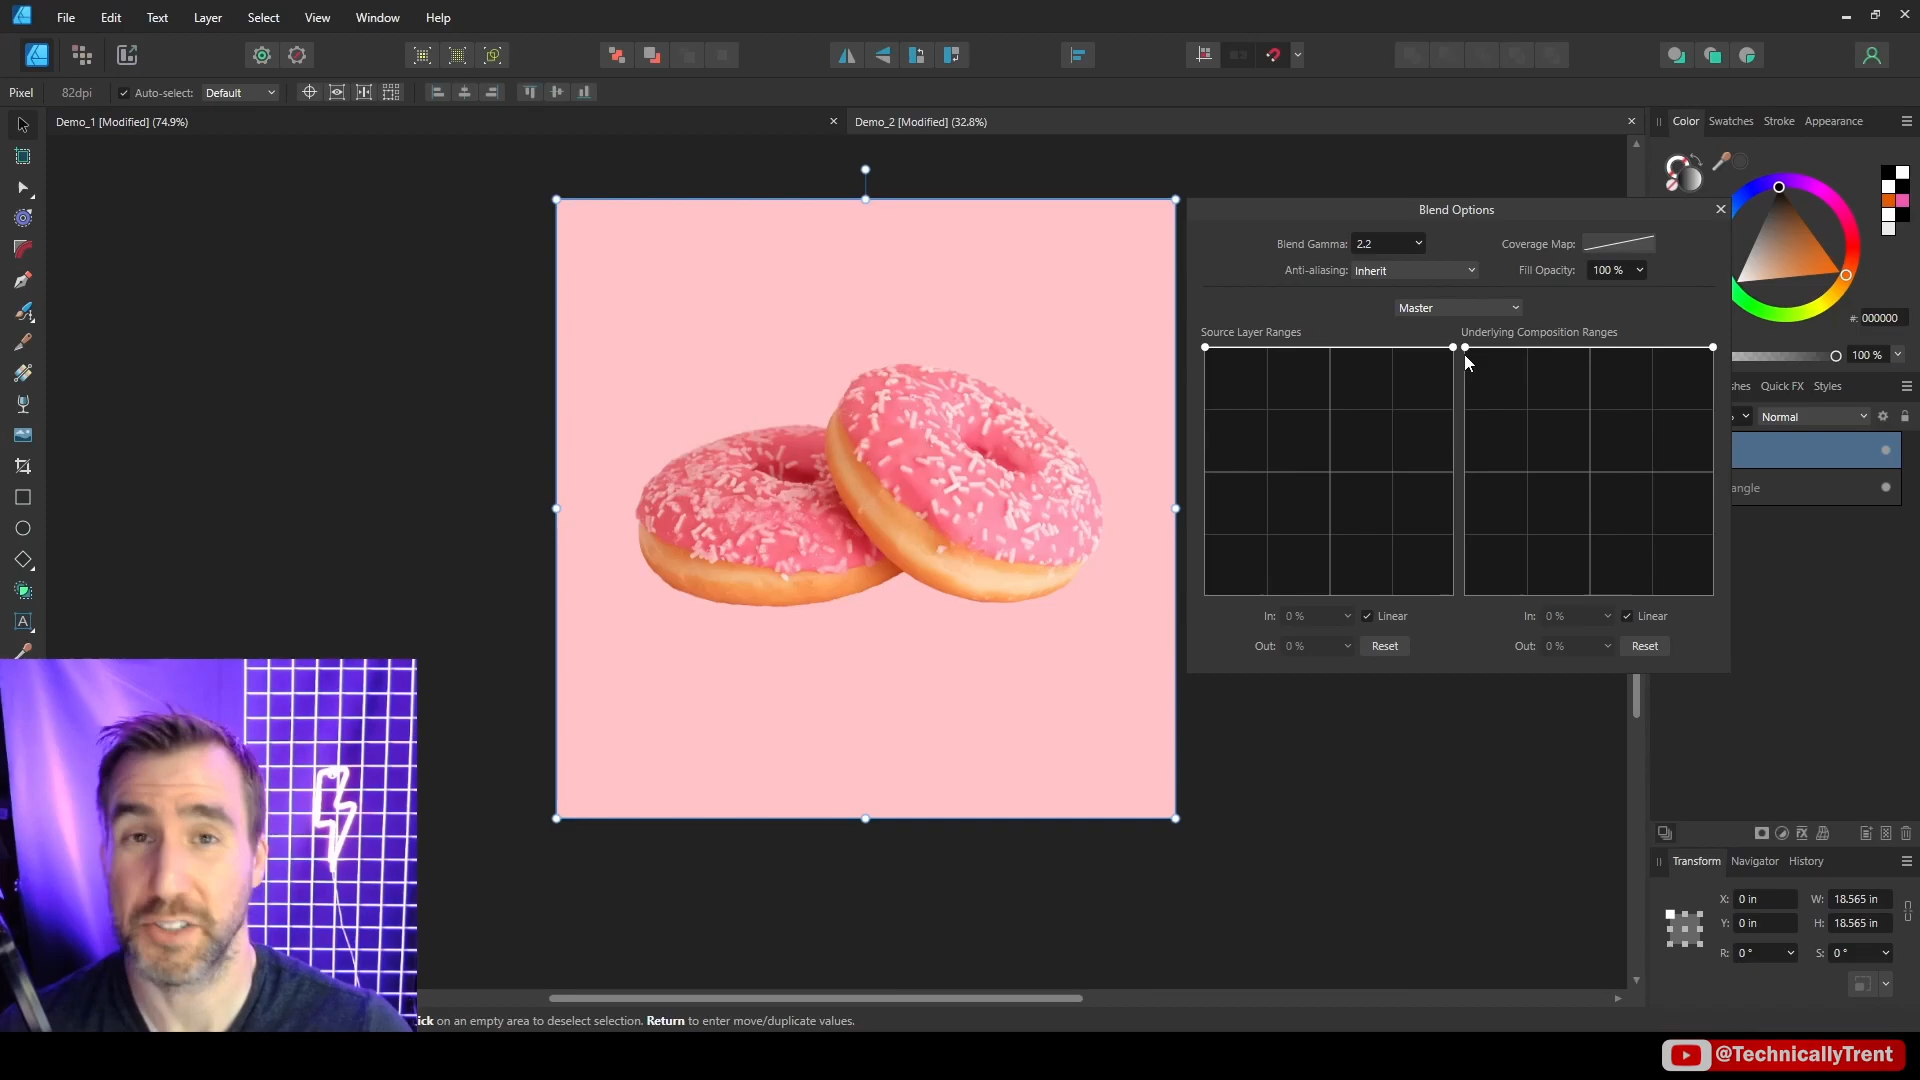 File Edit Text Layer Select View Window Help
Pixel 82dpi Auto-select: Default
Demo_1 [Modified] (74.9%)
Demo_2 [Modified] (32.8%)
Color Swatches Stroke Appearance
#: 000000
100 %
Blend Options
Blend Gamma: 2.2
Coverage Map:
Anti-aliasing: Inherit
Fill Opacity: 100 %
Master
Source Layer Ranges
Underlying Composition Ranges
In: 0 % Linear
Out: 0 % Reset
In: 0 % Linear
Out: 0 % Reset
shes Quick FX Styles
% Normal
angle
Transform Navigator History
X: 0 in W: 18.565 in
Y: 0 in H: 18.565 in
R: 0 ° S: 0 °
ick on an empty area to deselect selection. Return to enter move/duplicate values.
@TechnicallyTrent